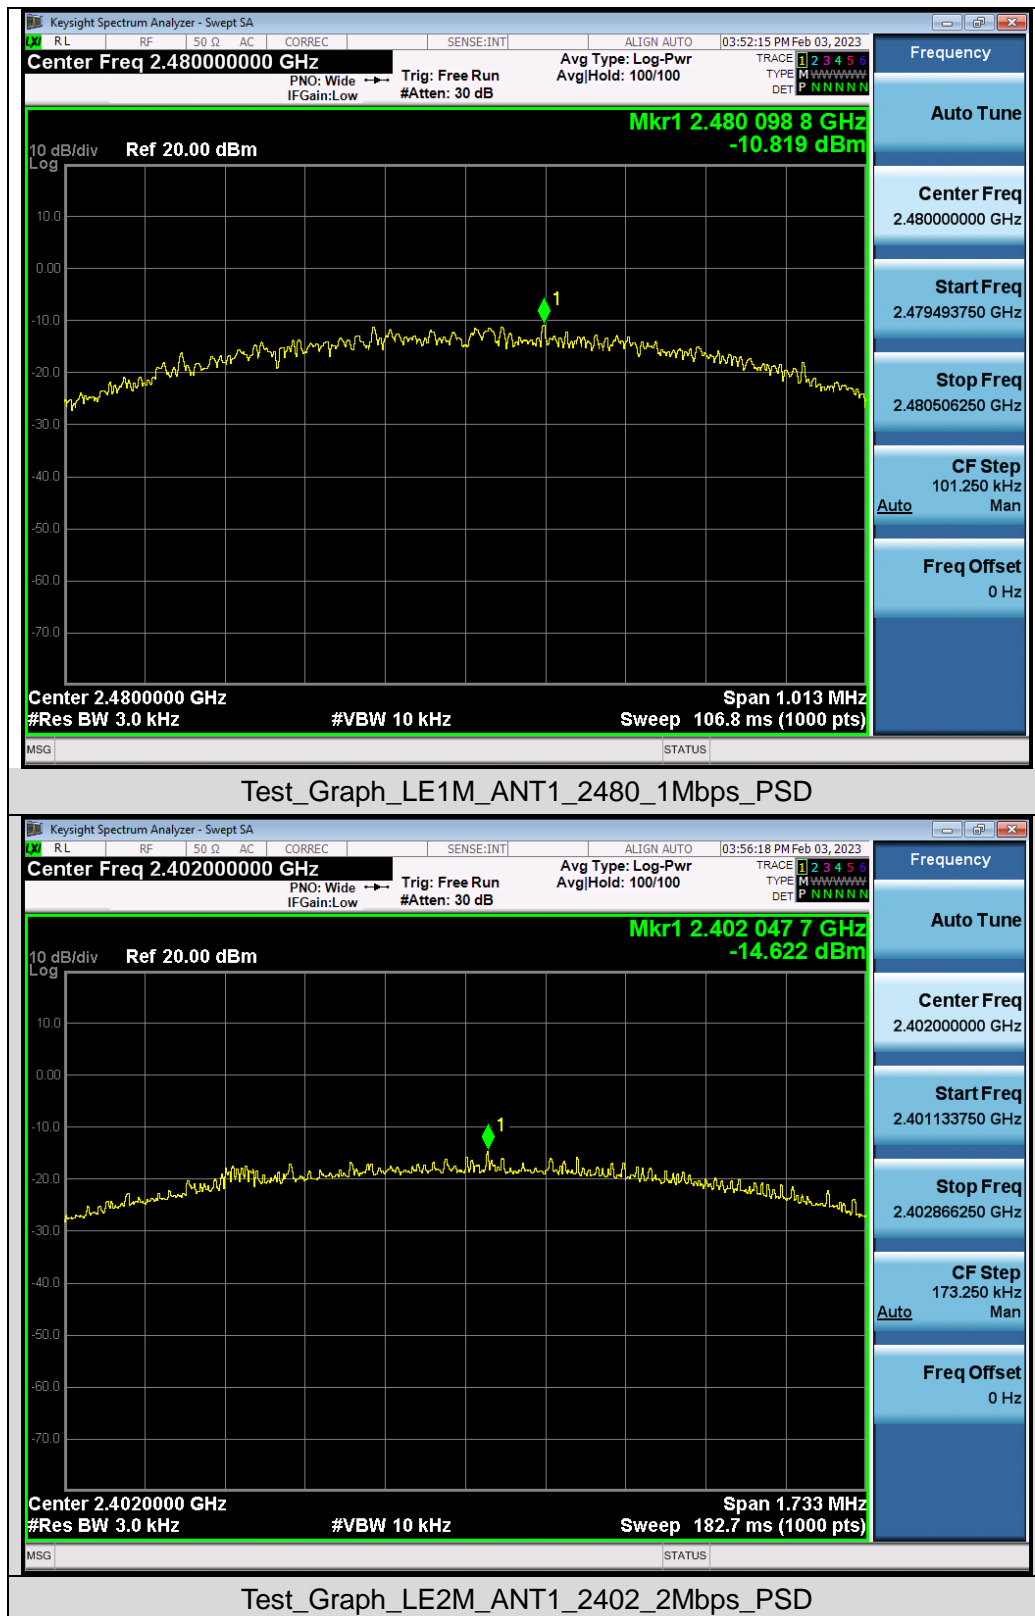 Keysight Spectrum Analyzer - Swept SA
LXI RL RF 50 Ω AC CORREC SENSE:INT ALIGN AUTO 03:52:15 PM Feb 03, 2023
Center Freq 2.480000000 GHz
PNO: Wide
IFGain:Low
Trig: Free Run
#Atten: 30 dB
Avg Type: Log-Pwr
Avg|Hold: 100/100
TRACE 1 2 3 4 5 6
TYPE M WWWWW
DET P N N N N N
Mkr1 2.480 098 8 GHz
-10.819 dBm
10 dB/div Ref 20.00 dBm
Log
1
10.0
0.00
-10.0
-20.0
-30.0
-40.0
-50.0
-60.0
-70.0
Center 2.4800000 GHz Span 1.013 MHz
#Res BW 3.0 kHz #VBW 10 kHz Sweep 106.8 ms (1000 pts)
MSG STATUS
Frequency
Auto Tune
Center Freq
2.480000000 GHz
Start Freq
2.479493750 GHz
Stop Freq
2.480506250 GHz
CF Step
101.250 kHz
Auto Man
Freq Offset
0 Hz
Test_Graph_LE1M_ANT1_2480_1Mbps_PSD
Keysight Spectrum Analyzer - Swept SA
LXI RL RF 50 Ω AC CORREC SENSE:INT ALIGN AUTO 03:56:18 PM Feb 03, 2023
Center Freq 2.402000000 GHz
PNO: Wide
IFGain:Low
Trig: Free Run
#Atten: 30 dB
Avg Type: Log-Pwr
Avg|Hold: 100/100
TRACE 1 2 3 4 5 6
TYPE M WWWWW
DET P N N N N N
Mkr1 2.402 047 7 GHz
-14.622 dBm
10 dB/div Ref 20.00 dBm
Log
1
10.0
0.00
-10.0
-20.0
-30.0
-40.0
-50.0
-60.0
-70.0
Center 2.4020000 GHz Span 1.733 MHz
#Res BW 3.0 kHz #VBW 10 kHz Sweep 182.7 ms (1000 pts)
MSG STATUS
Frequency
Auto Tune
Center Freq
2.402000000 GHz
Start Freq
2.401133750 GHz
Stop Freq
2.402866250 GHz
CF Step
173.250 kHz
Auto Man
Freq Offset
0 Hz
Test_Graph_LE2M_ANT1_2402_2Mbps_PSD